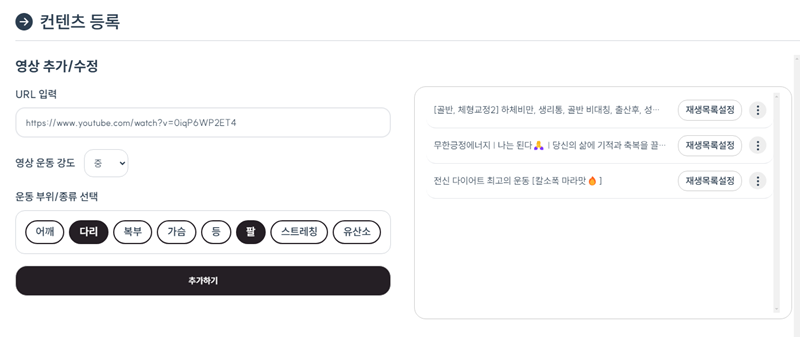 컨텐츠 등록
영상 추가/수정
URL 입력
https://www.youtube.com/watch?v=0iqP6WP2ET4
영상 운동 강도 중
운동 부위/종류 선택
어깨 다리 복부 가슴 등 팔 스트레칭 유산소
추가하기
[골반, 체형교정2] 하체비만, 생리통, 골반 비대칭, 출산후, 성... 재생목록설정
무한긍정에너지 | 나는 된다🙏 | 당신의 삶에 기적과 축복을 끌... 재생목록설정
전신 다이어트 최고의 운동 [칼소폭 마라맛🔥] 재생목록설정